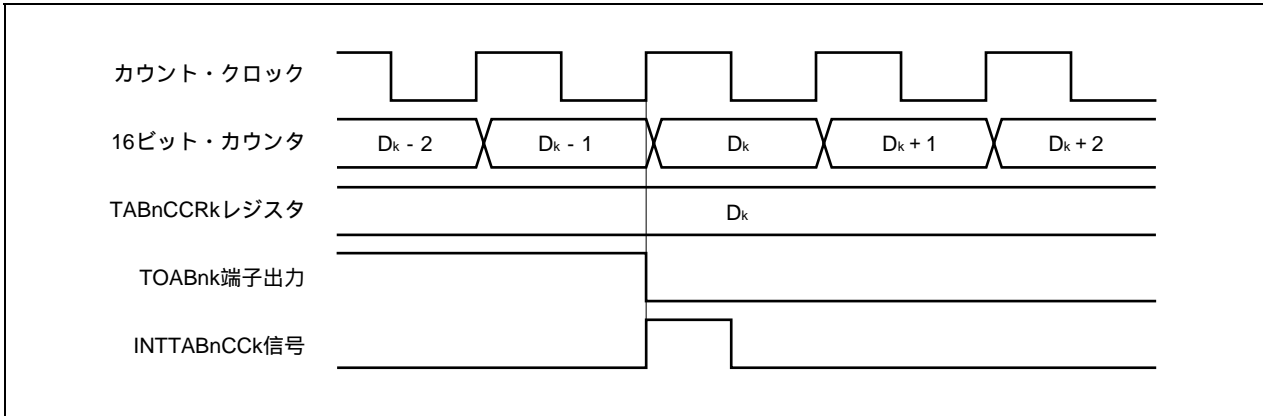 カウント・クロック
16ビット・カウンタ
Dk - 2 Dk - 1 Dk Dk + 1 Dk + 2
TABnCCRkレジスタ
Dk
TOABnk端子出力
INTTABnCCk信号